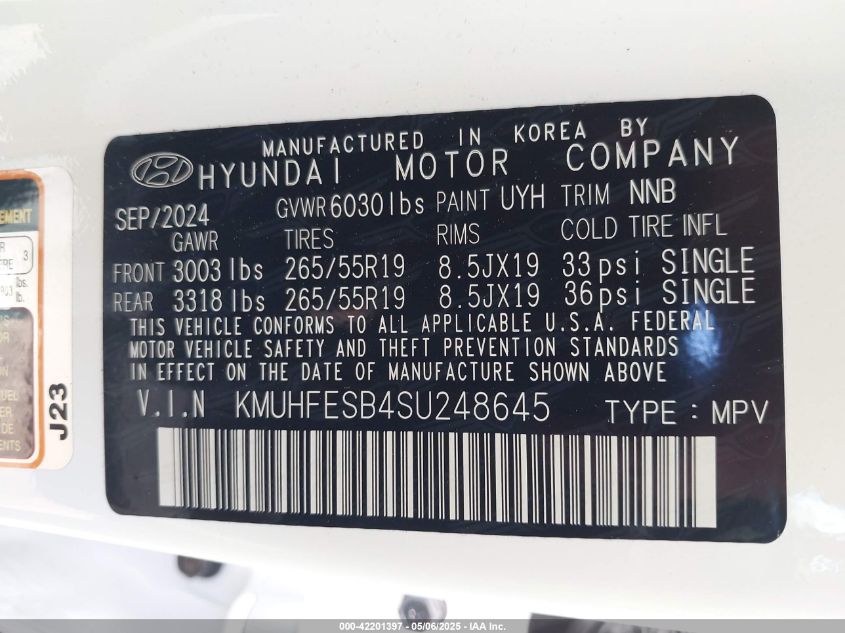 MANUFACTURED IN KOREA BY
HYUNDAI MOTOR COMPANY
SEP/2024 GVWR 6030 lbs PAINT UYH TRIM NNB
GAWR TIRES RIMS COLD TIRE INFL
FRONT 3003 lbs 265/55R19 8.5JX19 33 psi SINGLE
REAR 3318 lbs 265/55R19 8.5JX19 36 psi SINGLE
THIS VEHICLE CONFORMS TO ALL APPLICABLE U.S.A. FEDERAL
MOTOR VEHICLE SAFETY AND THEFT PREVENTION STANDARDS
IN EFFECT ON THE DATE OF MANUFACTURE SHOWN ABOVE
V.I.N KMUHFESB4SU248645 TYPE : MPV
3
lbs.
lb.
J23
000-42201397 - 05/06/2025 - © IAA Inc.